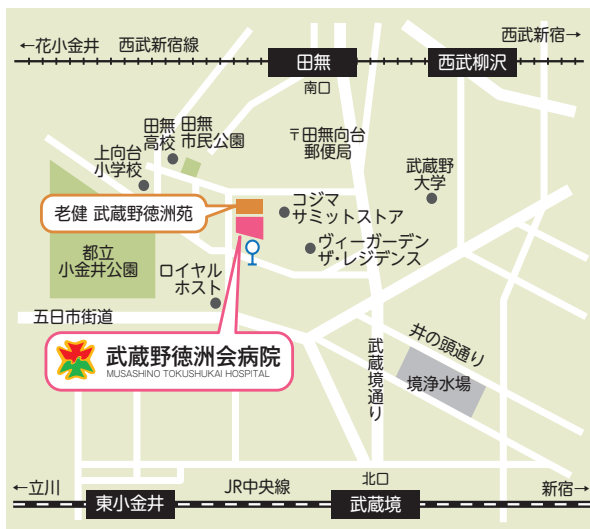 ←花小金井
西武新宿線
西武新宿→
田無
西武柳沢
南口
田無
高校
田無
市民公園
〒田無向台
郵便局
上向台
小学校
武蔵野
大学
老健 武蔵野徳洲苑
コジマ
サミットストア
都立
小金井公園
ヴィーガーデン
ザ・レジデンス
ロイヤル
ホスト
五日市街道
武蔵野徳洲会病院
MUSASHINO TOKUSHUKAI HOSPITAL
武蔵境通り
井の頭通り
境浄水場
←立川
JR中央線
北口
新宿→
東小金井
武蔵境